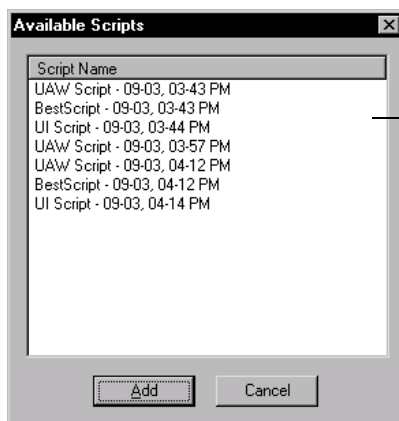 Available Scripts
Script Name
UAW Script - 09-03, 03-43 PM
BestScript - 09-03, 03-43 PM
UI Script - 09-03, 03-44 PM
UAW Script - 09-03, 03-57 PM
UAW Script - 09-03, 04-12 PM
BestScript - 09-03, 04-12 PM
UI Script - 09-03, 04-14 PM
Add
Cancel